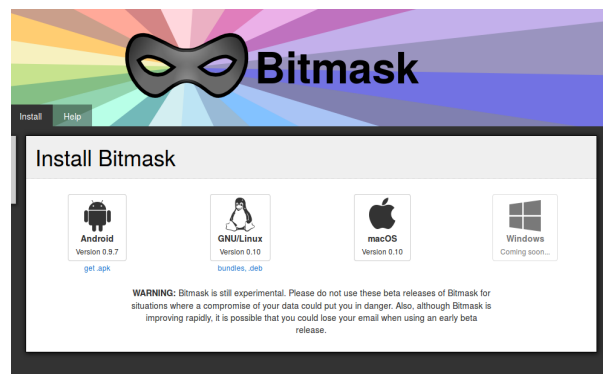 Bitmask
Install Help
Install Bitmask
Android
Version 0.9.7
get .apk
GNU/Linux
Version 0.10
bundles, .deb
macOS
Version 0.10
Windows
Coming soon...
WARNING: Bitmask is still experimental. Please do not use these beta releases of Bitmask for
situations where a compromise of your data could put you in danger. Also, although Bitmask is
improving rapidly, it is possible that you could lose your email when using an early beta
release.